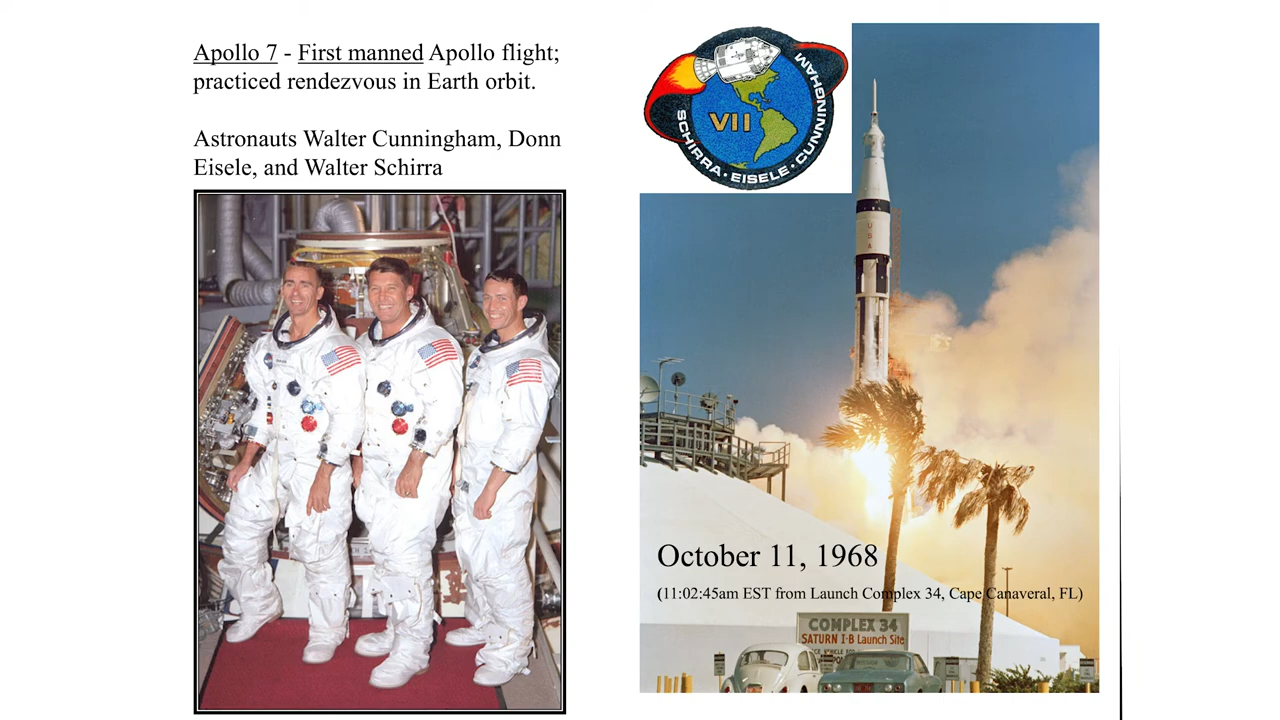 Apollo 7 - First manned Apollo flight;
practiced rendezvous in Earth orbit.
Astronauts Walter Cunningham, Donn
Eisele, and Walter Schirra
VII
SCHIRRA • EISELE • CUNNINGHAM
USA
October 11, 1968
(11:02:45am EST from Launch Complex 34, Cape Canaveral, FL)
COMPLEX 34
SATURN I-B Launch Site